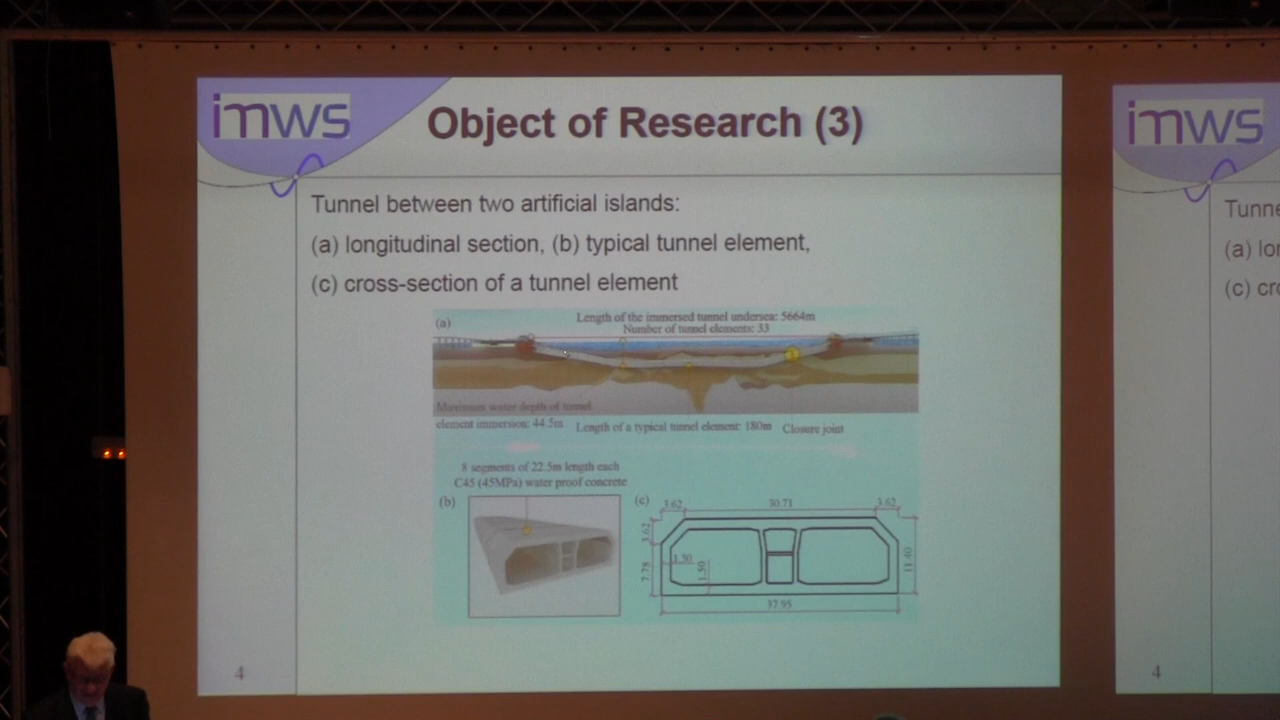 imws
Object of Research (3)
Tunnel between two artificial islands:
(a) longitudinal section, (b) typical tunnel element,
(c) cross-section of a tunnel element
(a)
Length of the immersed tunnel undersea: 5664m
Number of tunnel elements: 33
Maximum water depth of tunnel
element immersion: 44.5m
Length of a typical tunnel element: 180m
Closure joint
8 segments of 22.5m length each
C45 (45MPa) water proof concrete
(b)
(c)
3.62
30.71
3.62
3.62
7.78
1.50
1.50
11.40
37.95
4
imws
Tunne
(a) lon
(c) cro
4